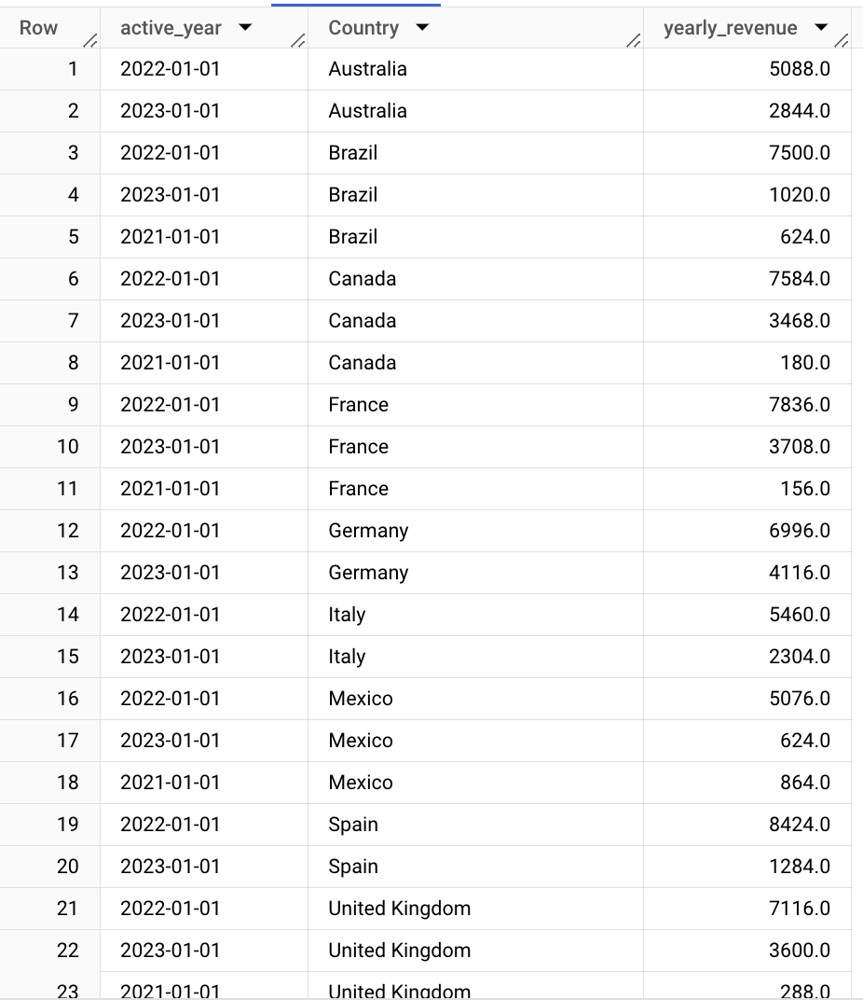 Row active_year Country yearly_revenue
1 2022-01-01 Australia 5088.0
2 2023-01-01 Australia 2844.0
3 2022-01-01 Brazil 7500.0
4 2023-01-01 Brazil 1020.0
5 2021-01-01 Brazil 624.0
6 2022-01-01 Canada 7584.0
7 2023-01-01 Canada 3468.0
8 2021-01-01 Canada 180.0
9 2022-01-01 France 7836.0
10 2023-01-01 France 3708.0
11 2021-01-01 France 156.0
12 2022-01-01 Germany 6996.0
13 2023-01-01 Germany 4116.0
14 2022-01-01 Italy 5460.0
15 2023-01-01 Italy 2304.0
16 2022-01-01 Mexico 5076.0
17 2023-01-01 Mexico 624.0
18 2021-01-01 Mexico 864.0
19 2022-01-01 Spain 8424.0
20 2023-01-01 Spain 1284.0
21 2022-01-01 United Kingdom 7116.0
22 2023-01-01 United Kingdom 3600.0
23 2021-01-01 United Kingdom 288.0